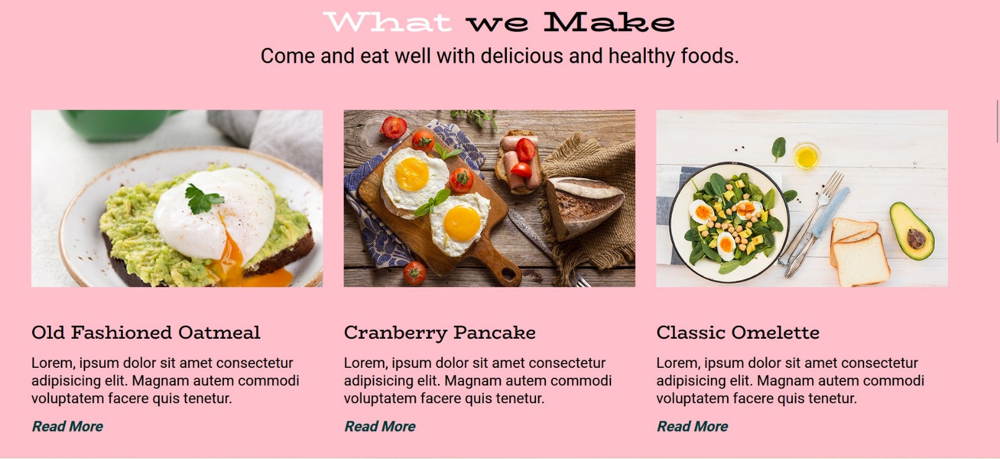 What we Make
Come and eat well with delicious and healthy foods.
Old Fashioned Oatmeal
Lorem, ipsum dolor sit amet consectetur
adipisicing elit. Magnam autem commodi
voluptatem facere quis tenetur.
Read More
Cranberry Pancake
Lorem, ipsum dolor sit amet consectetur
adipisicing elit. Magnam autem commodi
voluptatem facere quis tenetur.
Read More
Classic Omelette
Lorem, ipsum dolor sit amet consectetur
adipisicing elit. Magnam autem commodi
voluptatem facere quis tenetur.
Read More